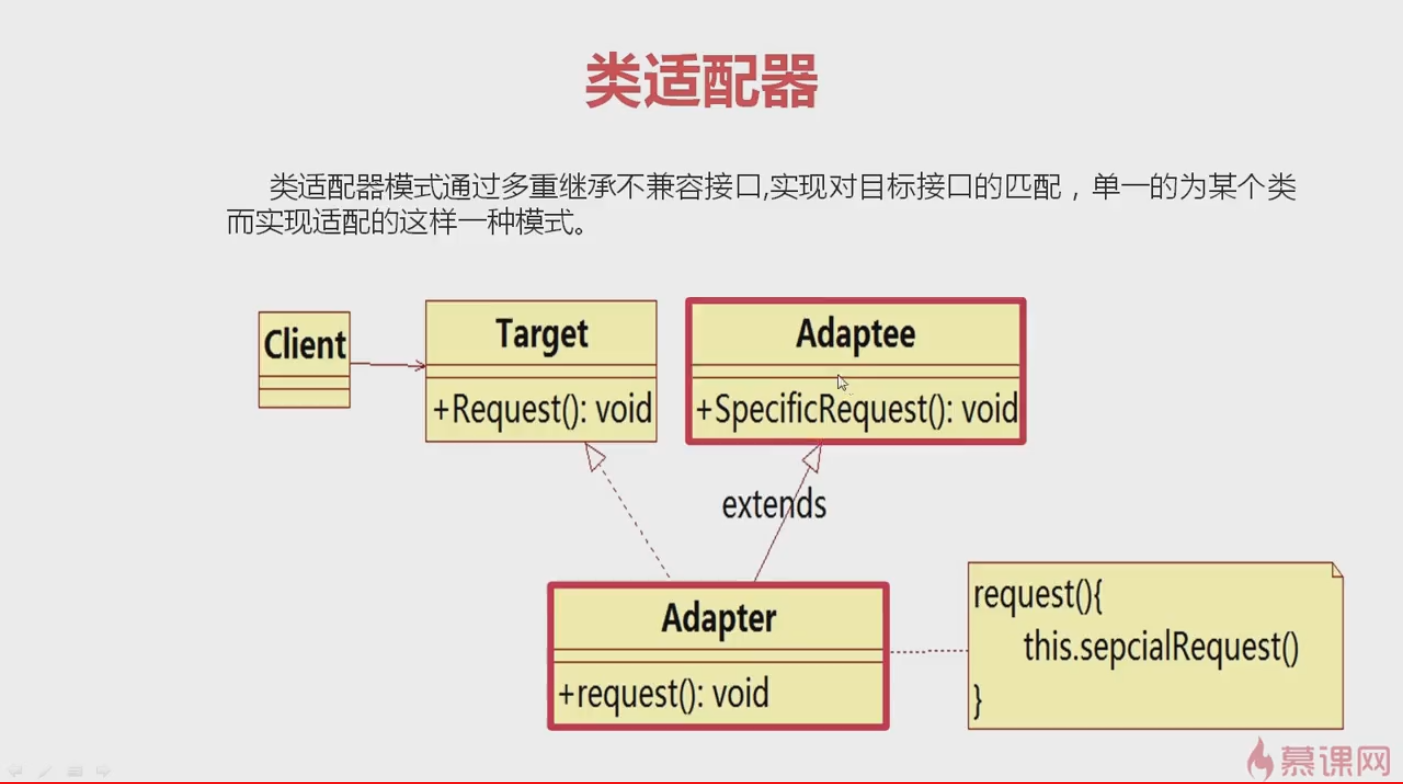 类适配器
类适配器模式通过多重继承不兼容接口,实现对目标接口的匹配，单一的为某个类
而实现适配的这样一种模式。
Client
Target
+Request(): void
Adaptee
+SpecificRequest(): void
extends
Adapter
+request(): void
request(){
this.sepcialRequest()
}
慕课网